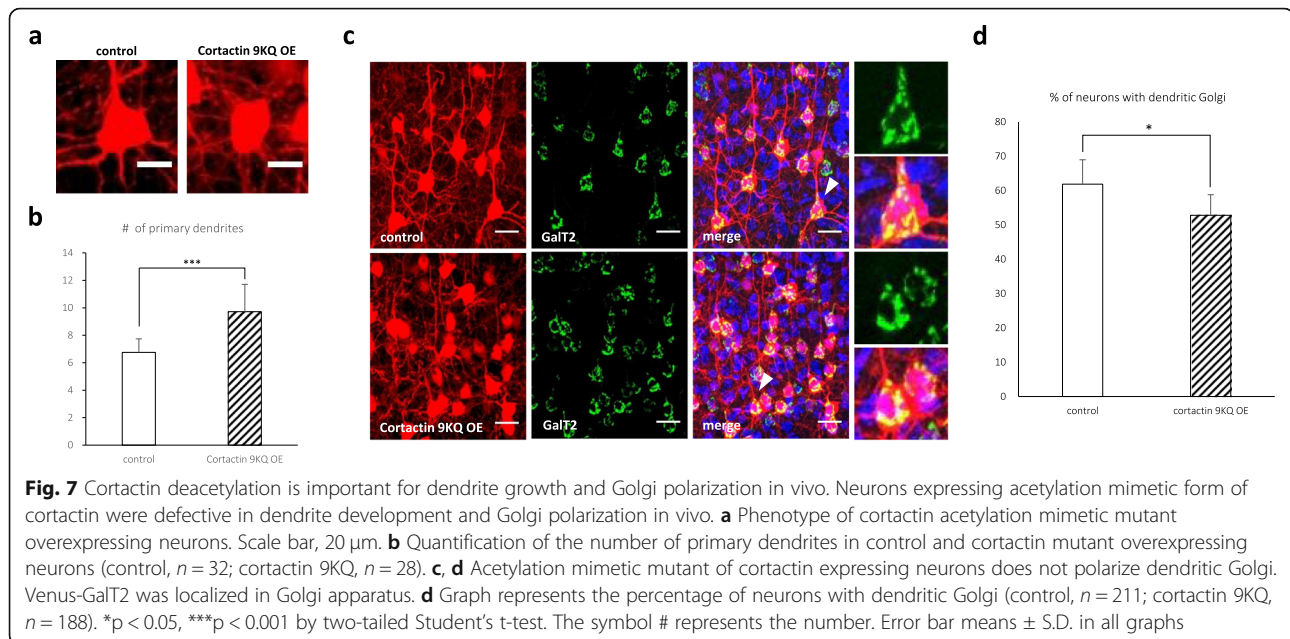 a
control
Cortactin 9KQ OE
b
# of primary dendrites
***
14
12
10
8
6
4
2
0
control
Cortactin 9KQ OE
c
control
GalT2
merge
Cortactin 9KQ OE
GalT2
merge
d
% of neurons with dendritic Golgi
*
80
70
60
50
40
30
20
10
0
control
cortactin 9KQ OE
Fig. 7 Cortactin deacetylation is important for dendrite growth and Golgi polarization in vivo. Neurons expressing acetylation mimetic form of
cortactin were defective in dendrite development and Golgi polarization in vivo. a Phenotype of cortactin acetylation mimetic mutant
overexpressing neurons. Scale bar, 20 μm. b Quantification of the number of primary dendrites in control and cortactin mutant overexpressing
neurons (control, n = 32; cortactin 9KQ, n = 28). c, d Acetylation mimetic mutant of cortactin expressing neurons does not polarize dendritic Golgi.
Venus-GalT2 was localized in Golgi apparatus. d Graph represents the percentage of neurons with dendritic Golgi (control, n = 211; cortactin 9KQ,
n = 188). *p < 0.05, ***p < 0.001 by two-tailed Student's t-test. The symbol # represents the number. Error bar means ± S.D. in all graphs